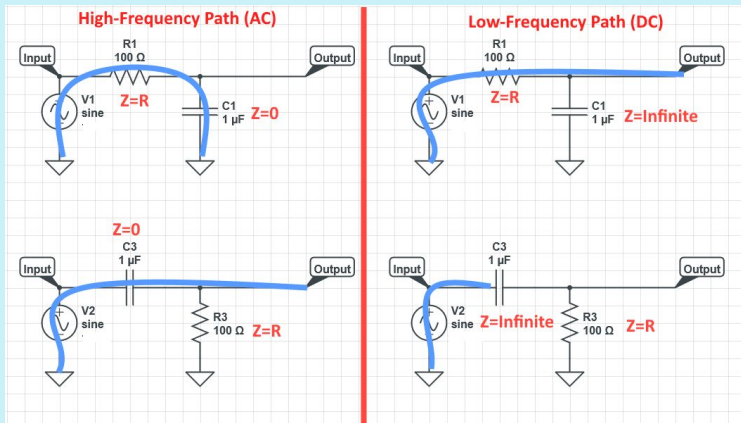 High-Frequency Path (AC)
Low-Frequency Path (DC)
R1
100 Ω
Input
Output
Z=R
V1
sine
C1
1 µF
Z=0
R1
100 Ω
Input
Output
Z=R
V1
sine
C1
1 µF
Z=Infinite
Z=0
C3
1 µF
Input
Output
V2
sine
R3
100 Ω
Z=R
C3
1 µF
Input
Output
V2
sine
Z=Infinite
R3
100 Ω
Z=R